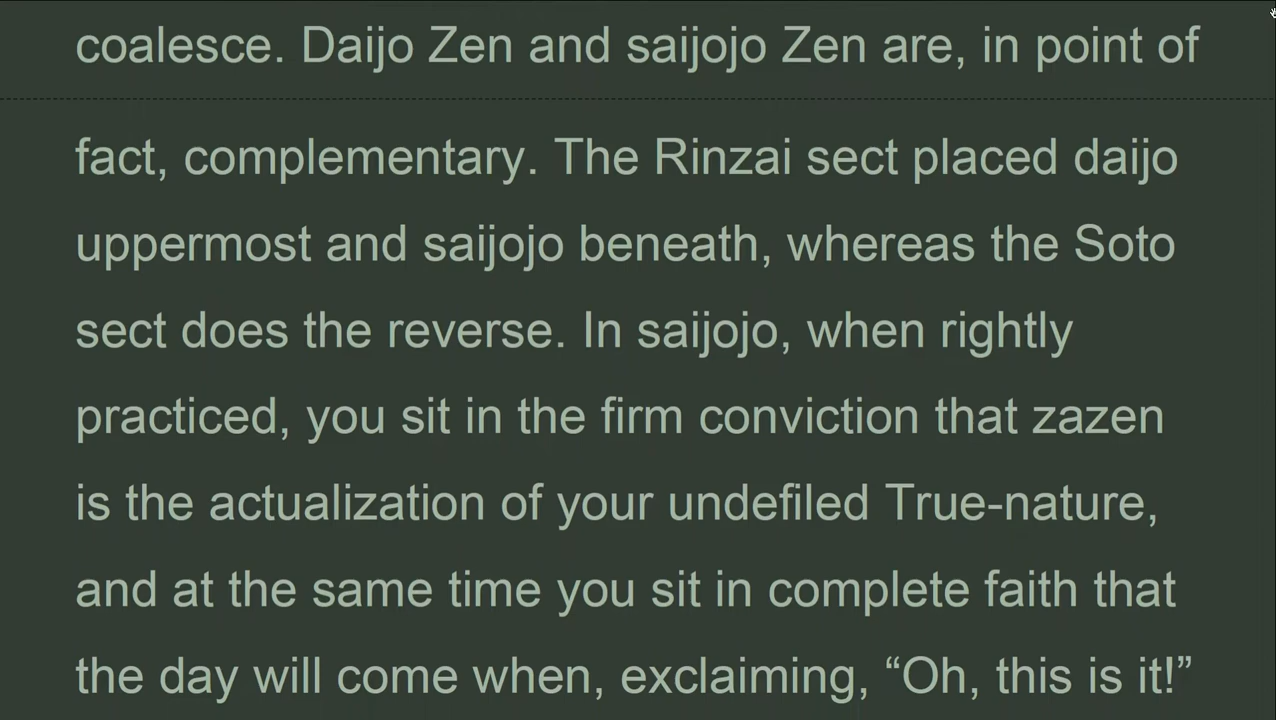 coalesce. Daijo Zen and saijojo Zen are, in point of
fact, complementary. The Rinzai sect placed daijo
uppermost and saijojo beneath, whereas the Soto
sect does the reverse. In saijojo, when rightly
practiced, you sit in the firm conviction that zazen
is the actualization of your undefiled True-nature,
and at the same time you sit in complete faith that
the day will come when, exclaiming, “Oh, this is it!”